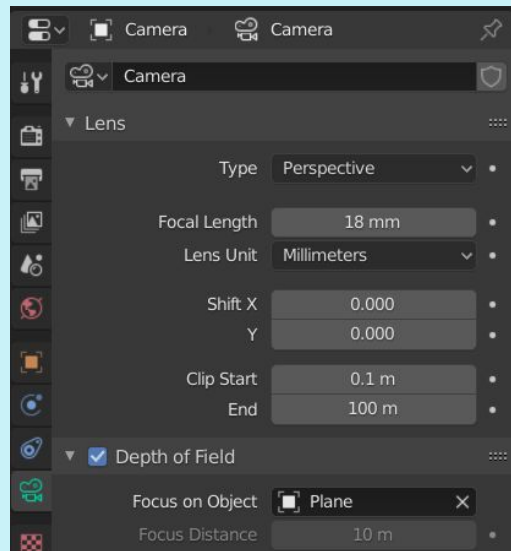 Camera Camera
Camera
Lens
Type Perspective
Focal Length 18 mm
Lens Unit Millimeters
Shift X 0.000
Y 0.000
Clip Start 0.1 m
End 100 m
Depth of Field
Focus on Object Plane
Focus Distance 10 m